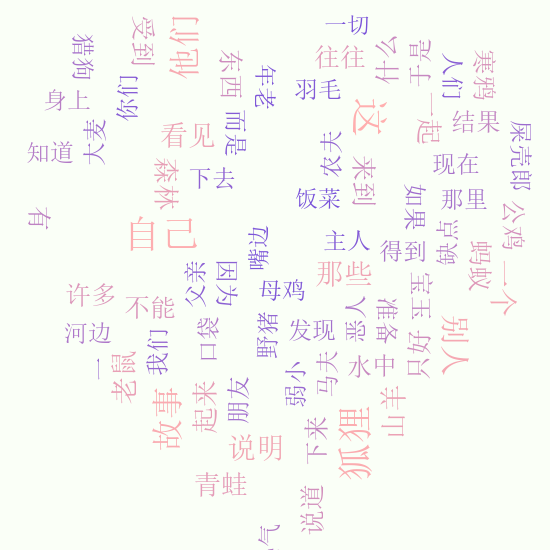 一切
他们
受到
往往
什么
于是
猎狗
东西
人们
寒鸦
年老
你们
羽毛
身上
这
一起
结果
而是
看见
大麦
农夫
屎壳郎
知道
现在
森林
下去
来到
饭菜
如果
那里
有
公鸡
自己
缺点
嘴边
主人
得到
蚂蚁
那些
父亲
因为
母鸡
一个
宝玉
许多
不能
恶人
准备
河边
口袋
野猪
发现
别人
我们
只好
一
老鼠
马夫
水中
弱小
起来
朋友
山羊
故事
狐狸
说明
下来
青蛙
说道
气